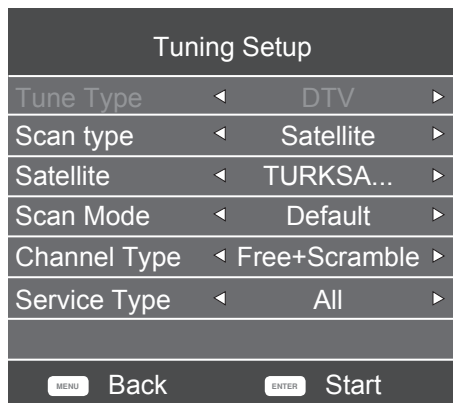 Tuning Setup
Tune Type DTV
Scan type Satellite
Satellite TURKSA...
Scan Mode Default
Channel Type Free+Scramble
Service Type All
MENU Back ENTER Start